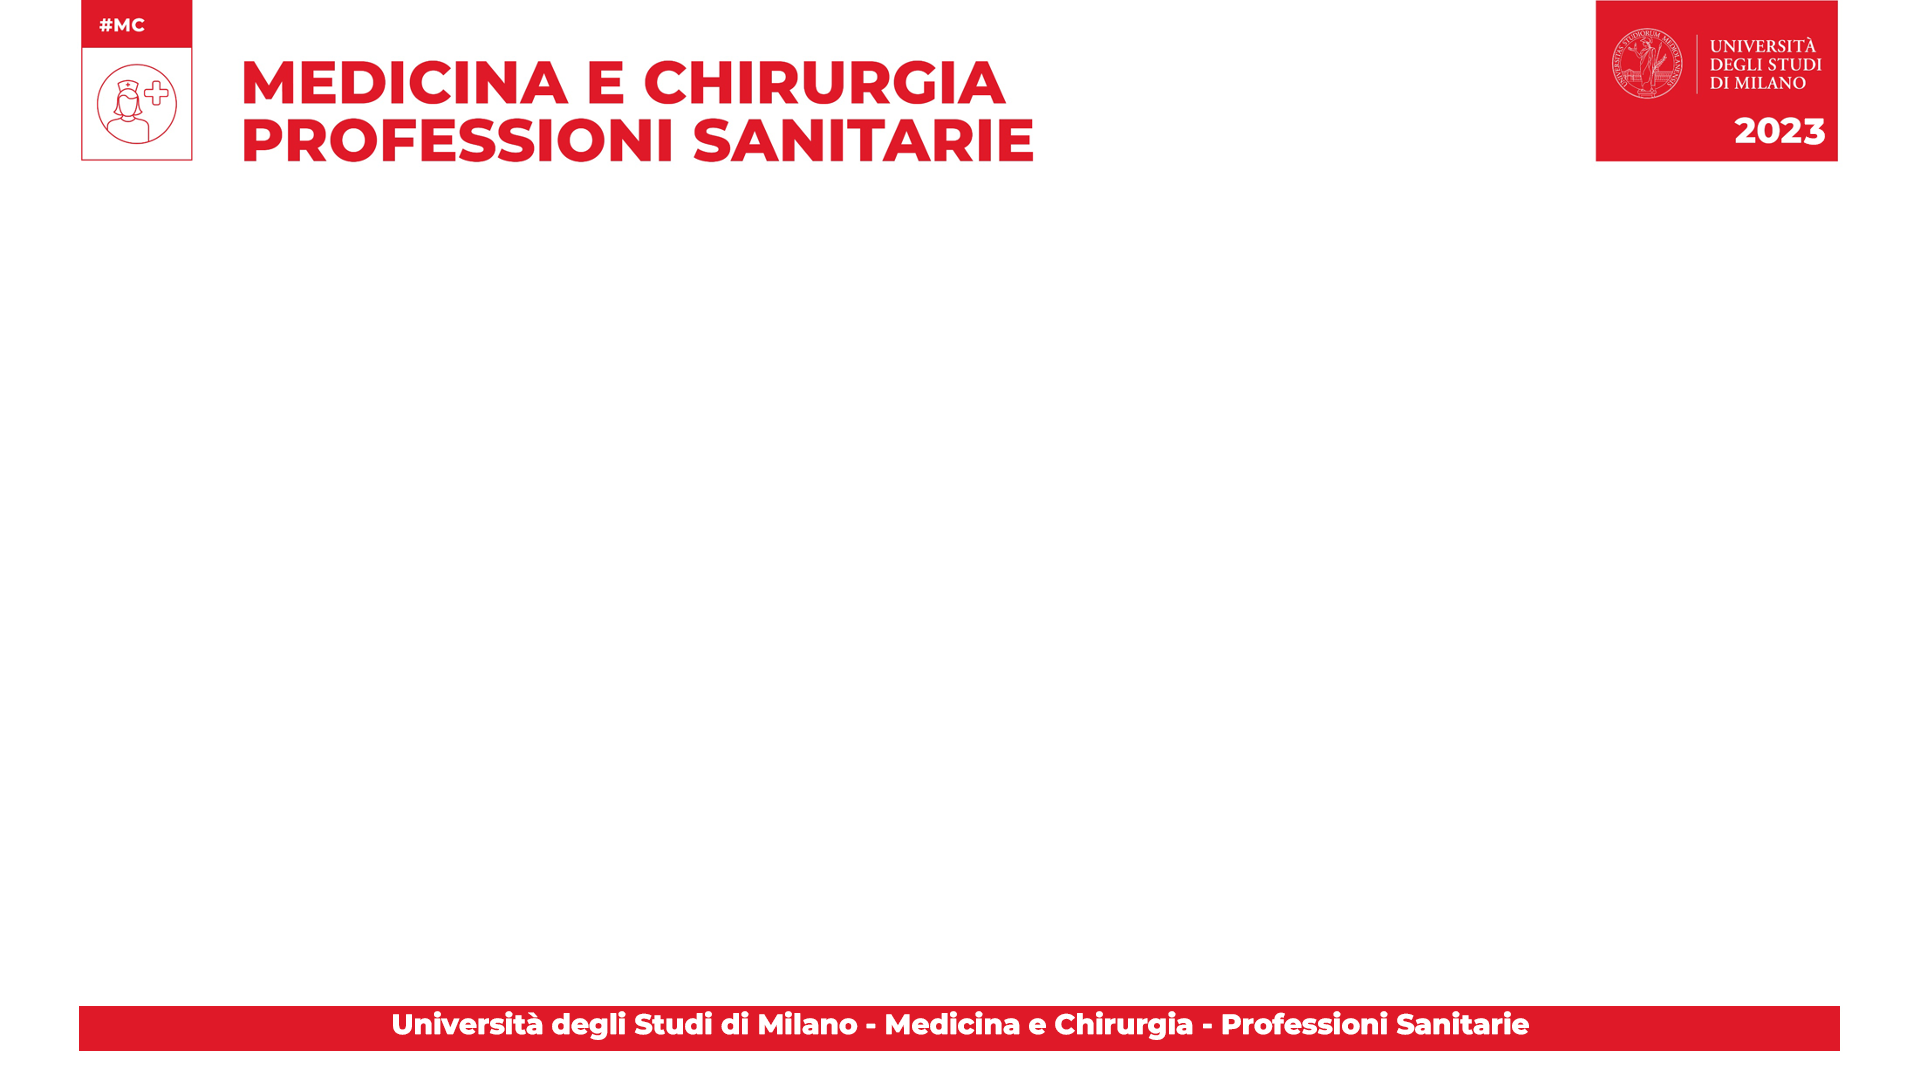 #MC
MEDICINA E CHIRURGIA
PROFESSIONI SANITARIE
UNIVERSITÀ
DEGLI STUDI
DI MILANO
2023
Università degli Studi di Milano - Medicina e Chirurgia - Professioni Sanitarie